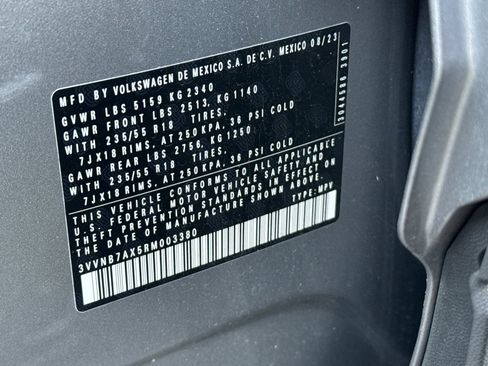 MFD BY VOLKSWAGEN DE MEXICO S.A. DE C.V. MEXICO 08/23
GVWR LBS 5159 KG 2340
GAWR FRONT LBS 2513, KG 1140
WITH 235/55 R18 TIRES,
7JX18 RIMS, AT 250 KPA, 36 PSI COLD
GAWR REAR LBS 2756, KG 1250
WITH 235/55 R18 TIRES,
7JX18 RIMS, AT 250 KPA, 36 PSI COLD
THIS VEHICLE CONFORMS TO ALL APPLICABLE
U.S. FEDERAL MOTOR VEHICLE SAFETY AND
THEFT PREVENTION STANDARDS IN EFFECT ON
THE DATE OF MANUFACTURE SHOWN ABOVE.
3VVNB7AX5RM003380 TYPE: MPV
3044586 3801